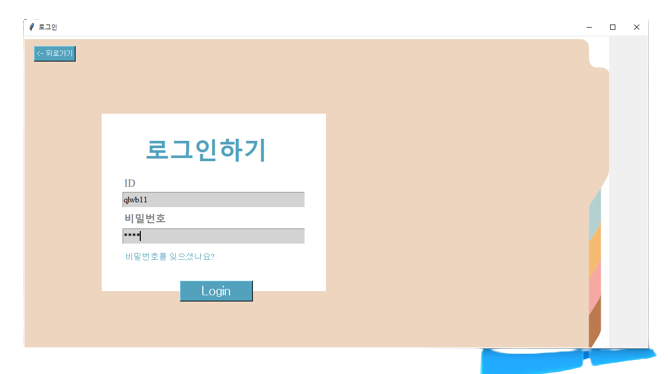 로그인
<- 뒤로가기
로그인하기
ID
qlwb11
비밀번호
****
비밀번호를 잊으셨나요?
Login